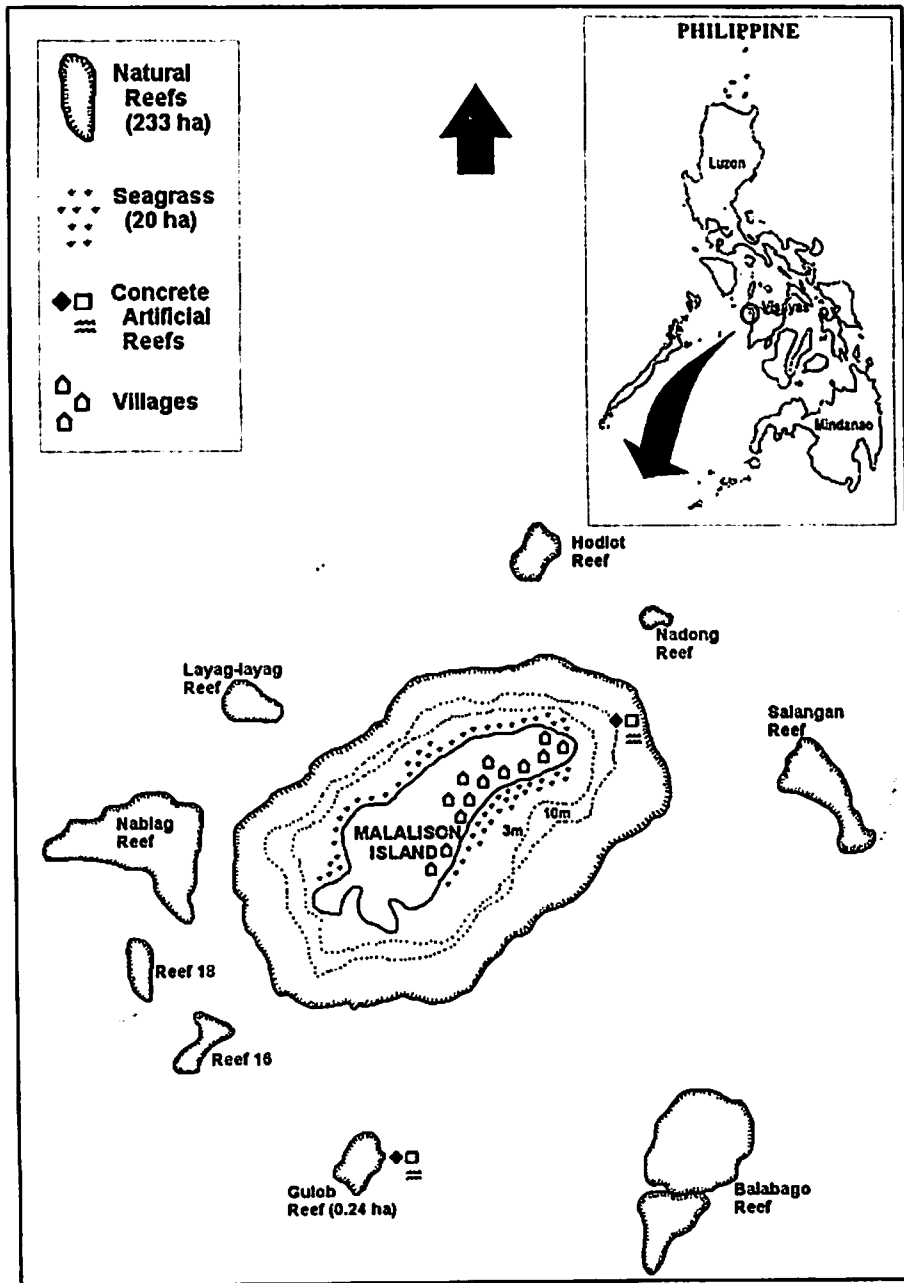 Natural
Reefs
(233 ha)
Seagrass
(20 ha)
Concrete
Artificial
Reefs
Villages
PHILIPPINE
Luzon
Visayas
Mindanao
Hodlot
Reef
Nadong
Reef
Layag-layag
Reef
Salangan
Reef
Nablag
Reef
MALALISON
ISLAND
3m
10m
Reef 18
Reef 16
Gulob
Reef (0.24 ha)
Balabago
Reef